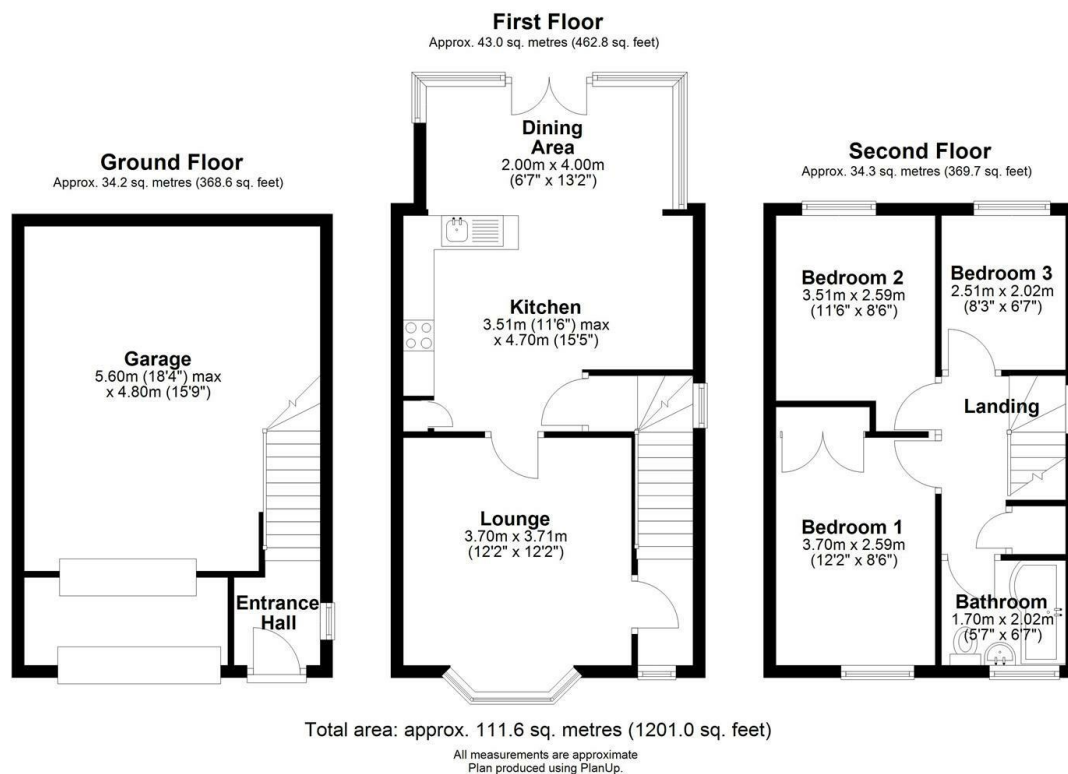 First Floor
Approx. 43.0 sq. metres (462.8 sq. feet)
Dining
Area
2.00m x 4.00m
(6'7" x 13'2")
Kitchen
3.51m (11'6") max
x 4.70m (15'5")
Lounge
3.70m x 3.71m
(12'2" x 12'2")
Ground Floor
Approx. 34.2 sq. metres (368.6 sq. feet)
Garage
5.60m (18'4") max
x 4.80m (15'9")
Entrance
Hall
Second Floor
Approx. 34.3 sq. metres (369.7 sq. feet)
Bedroom 2
3.51m x 2.59m
(11'6" x 8'6")
Bedroom 3
2.51m x 2.02m
(8'3" x 6'7")
Landing
Bedroom 1
3.70m x 2.59m
(12'2" x 8'6")
Bathroom
1.70m x 2.02m
(5'7" x 6'7")
Total area: approx. 111.6 sq. metres (1201.0 sq. feet)
All measurements are approximate
Plan produced using PlanUp.